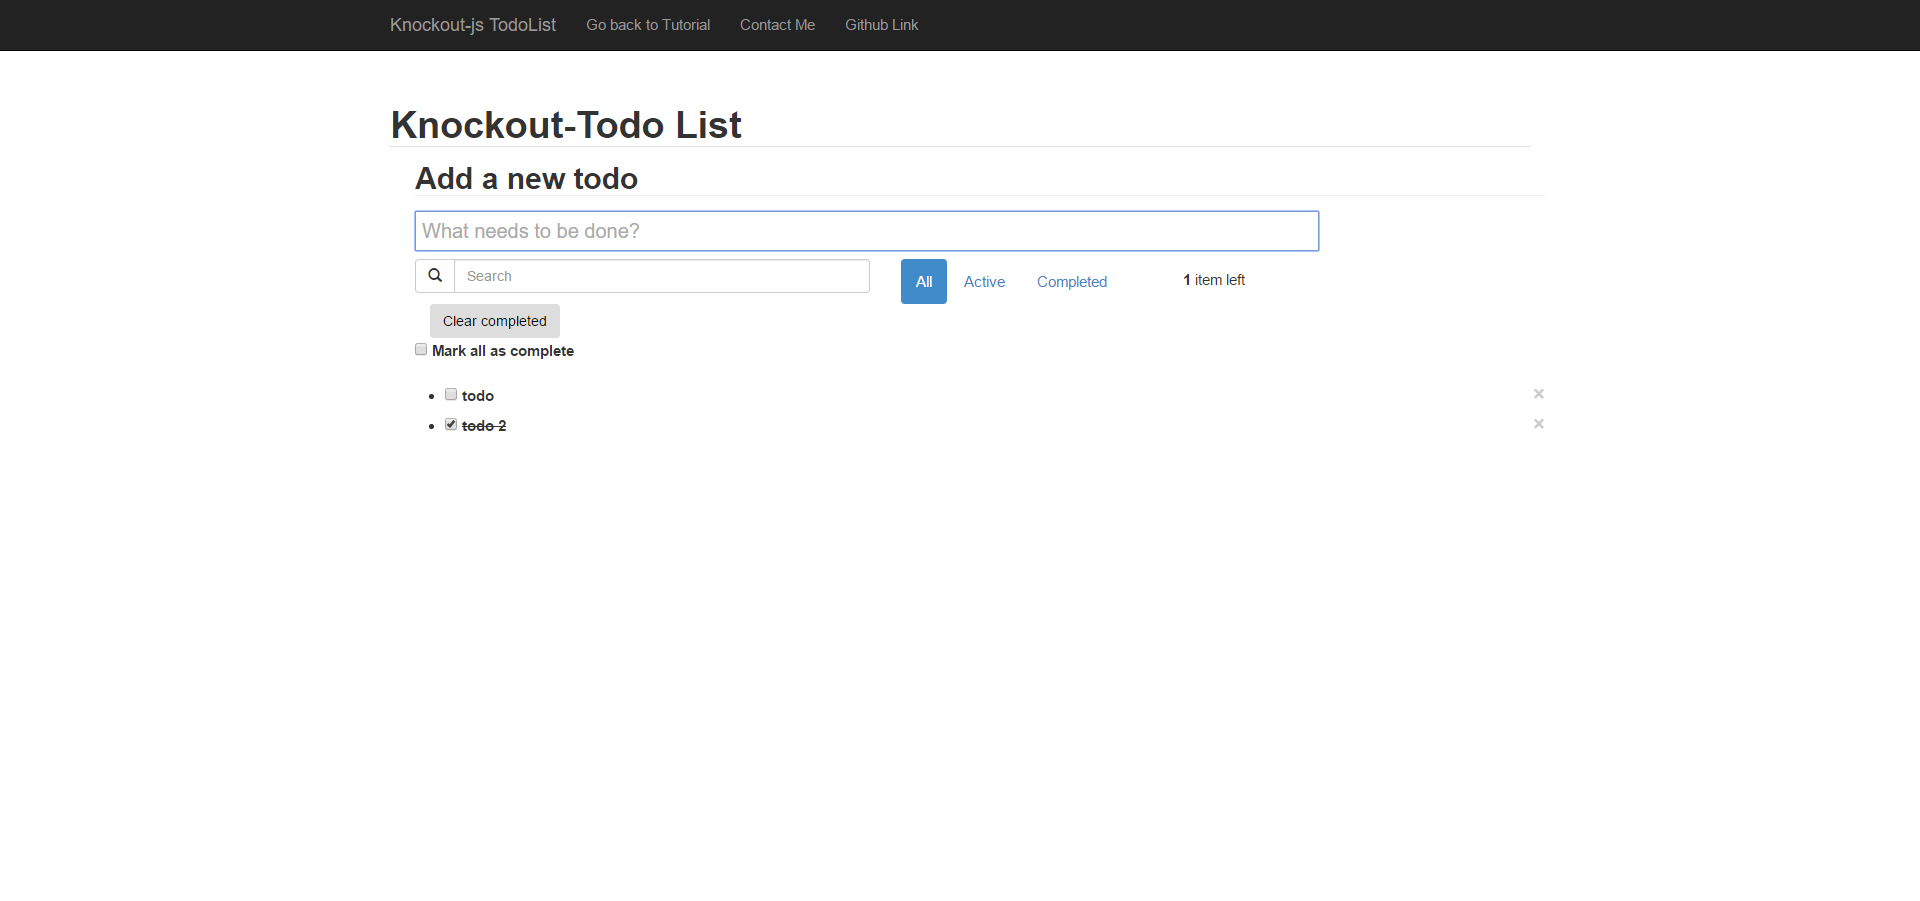 Knockout-js TodoList Go back to Tutorial Contact Me Github Link
Knockout-Todo List
Add a new todo
What needs to be done?
Search All Active Completed 1 item left
Clear completed
Mark all as complete
todo ×
todo 2 ×